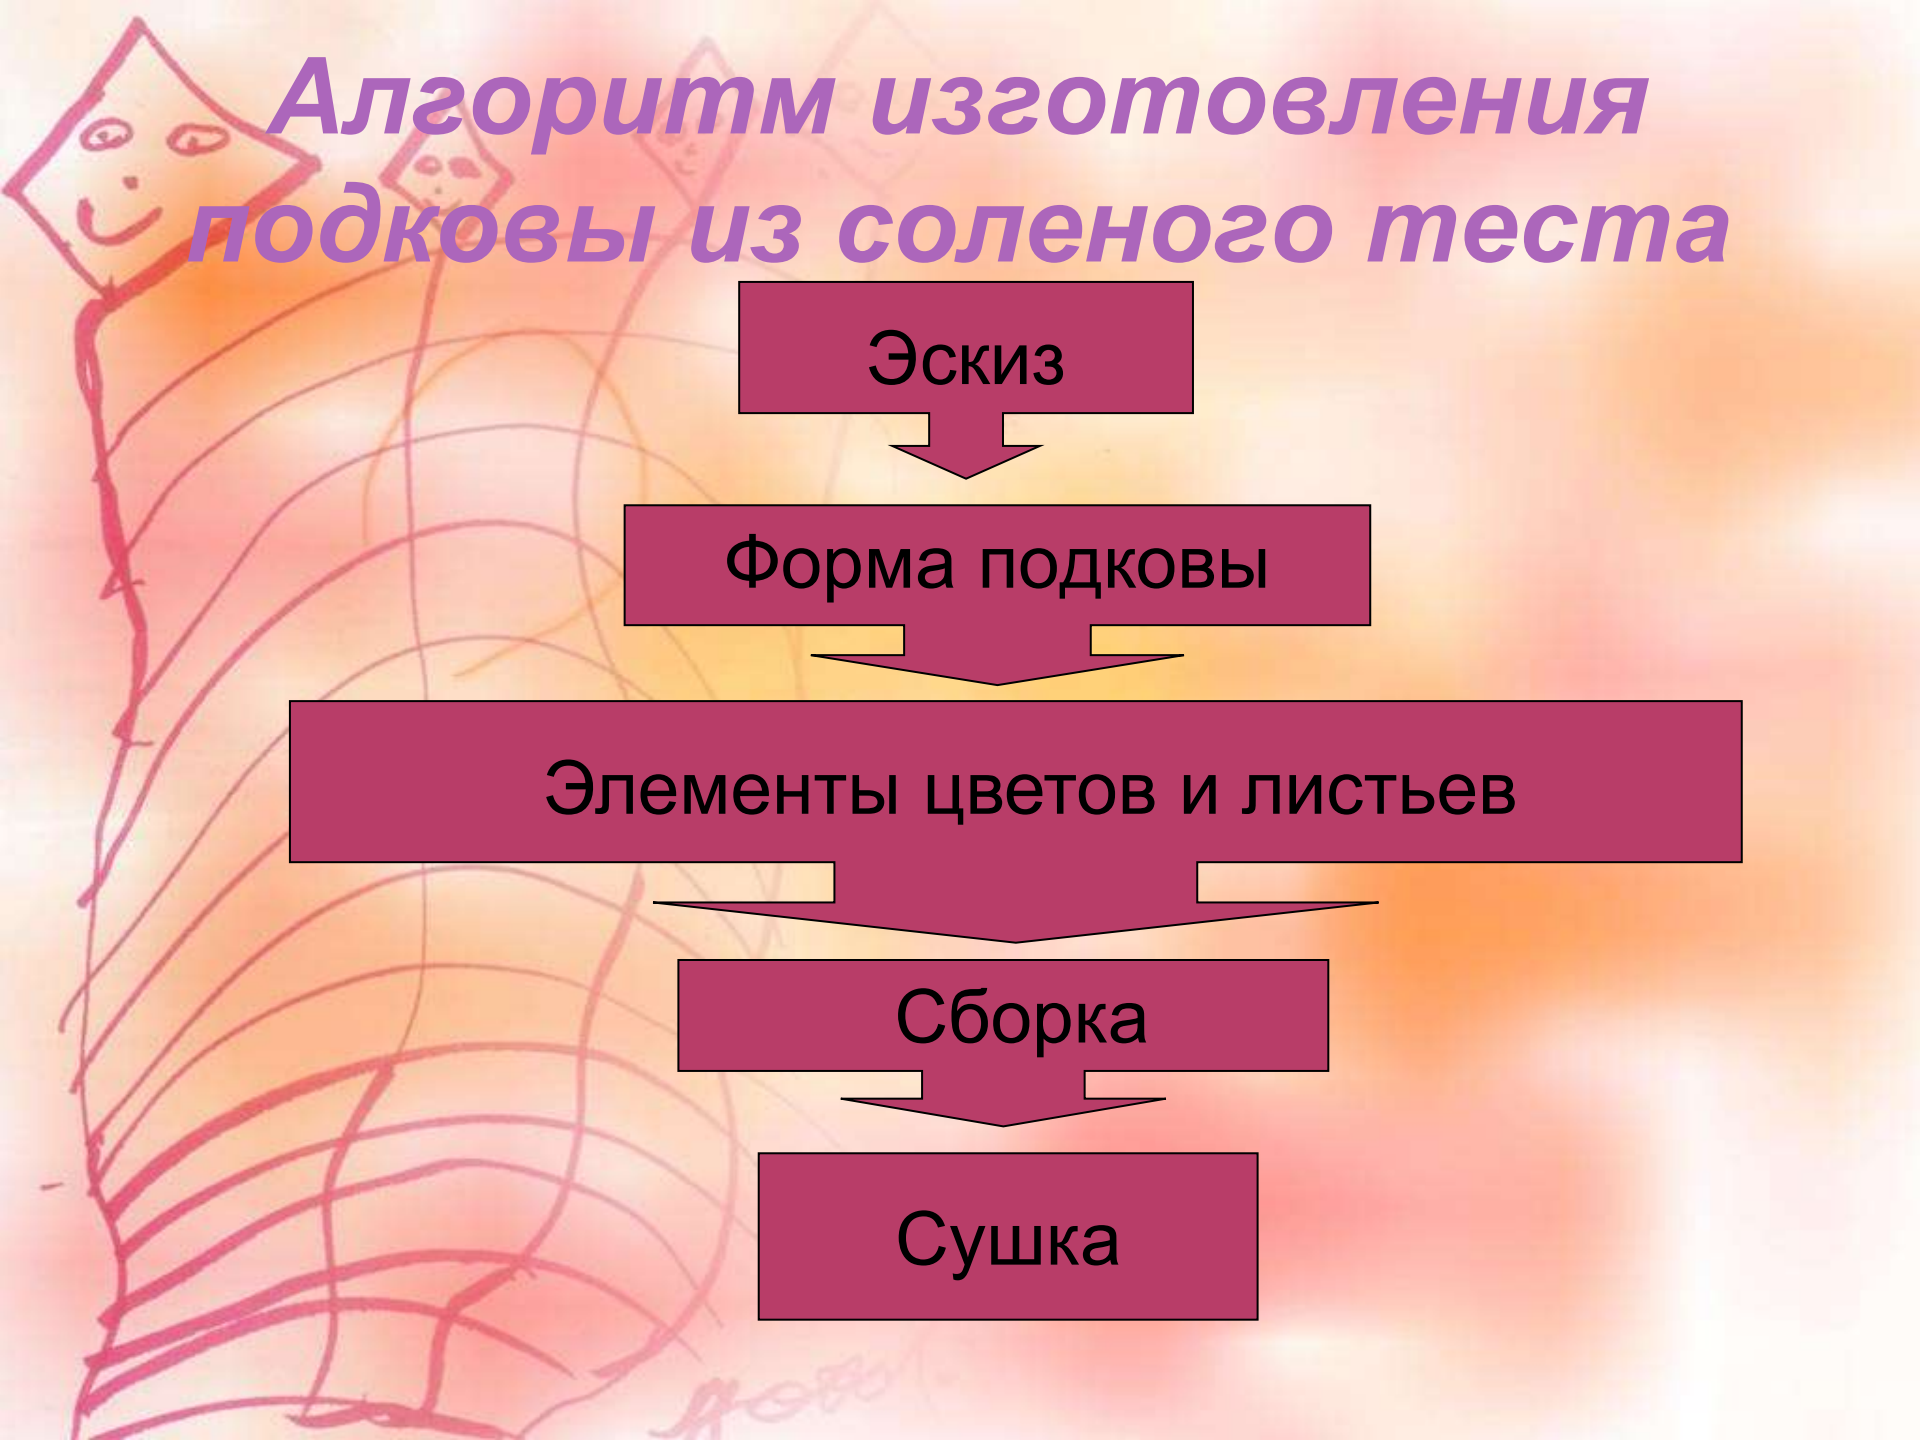 Алгоритм изготовления
подковы из соленого теста
Эскиз
Форма подковы
Элементы цветов и листьев
Сборка
Сушка